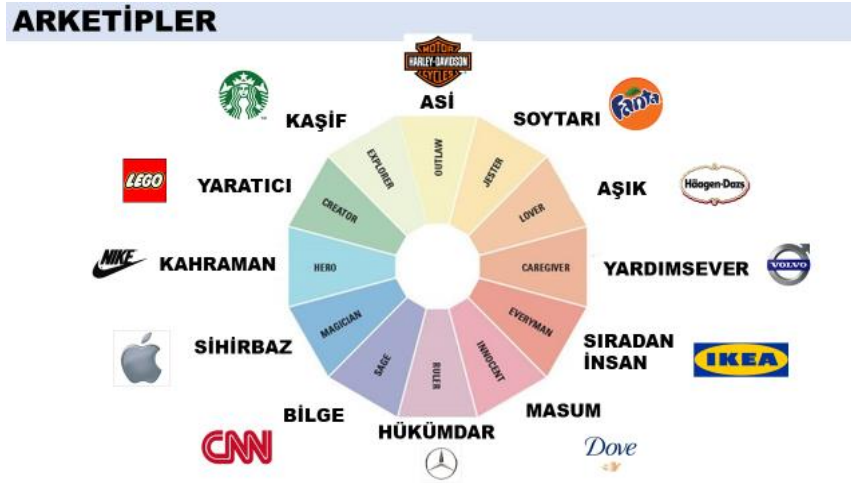 ARKETİPLER
MOTOR
HARLEY-DAVIDSON
CYCLES
ASİ
KAŞİF
SOYTARI
Fanta
LEGO
YARATICI
AŞIK
Häagen-Dazs
NIKE
KAHRAMAN
YARDIMSEVER
VOLVO
SİHİRBAZ
SIRADAN
İNSAN
IKEA
BİLGE
MASUM
CNN
HÜKÜMDAR
Dove
OUTLAW
JESTER
LOVER
CAREGIVER
EVERYMAN
INNOCENT
RULER
SAGE
MAGICIAN
HERO
CREATOR
EXPLORER